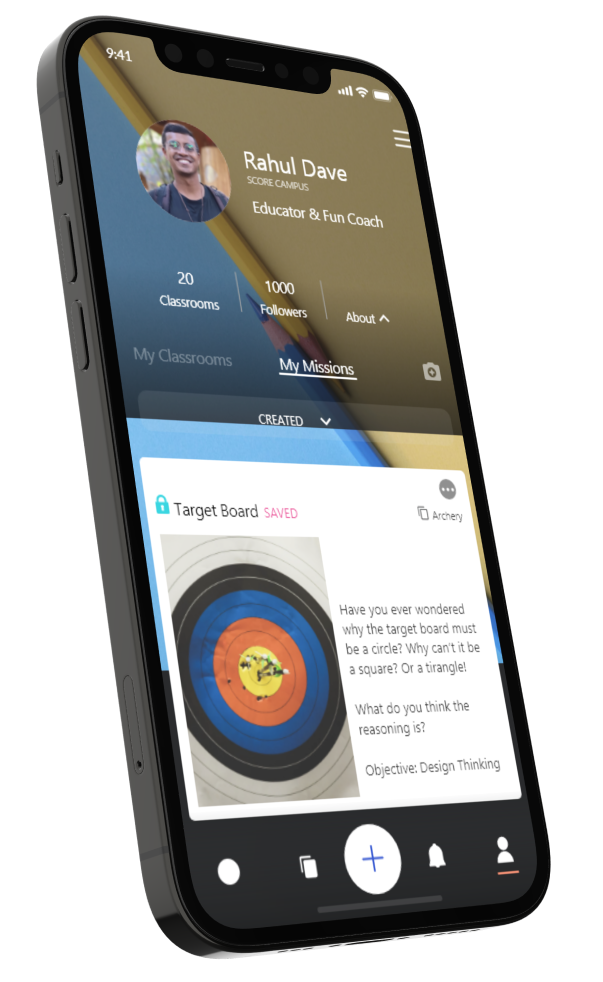 9:41
Rahul Dave
SCORE CAMPUS
Educator & Fun Coach
20
Classrooms
1000
Followers
About
My Classrooms
My Missions
CREATED
Target Board SAVED
Archery
Have you ever wondered
why the target board must
be a circle? Why can't it be
a square? Or a tirangle!
What do you think the
reasoning is?
Objective: Design Thinking